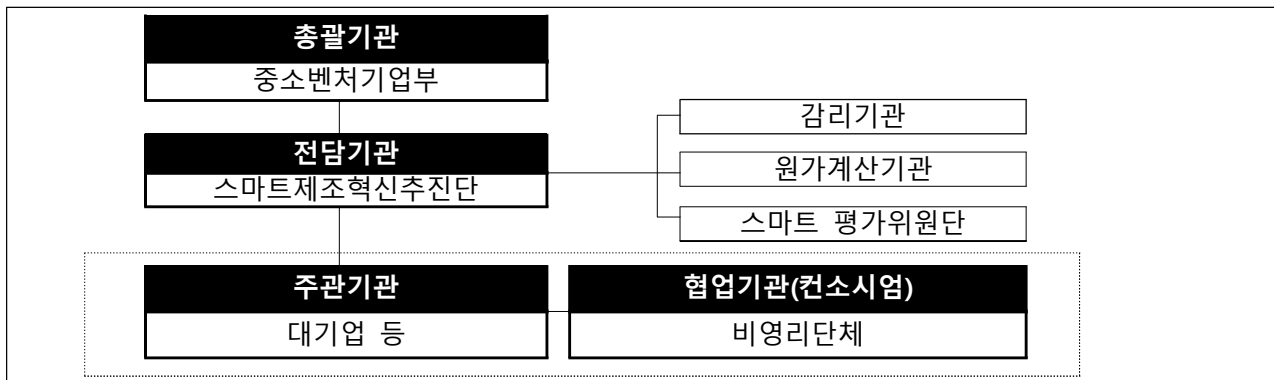 총괄기관
중소벤처기업부
감리기관
전담기관
원가계산기관
스마트제조혁신추진단
스마트 평가위원단
주관기관
협업기관(컨소시엄)
대기업 등
비영리단체